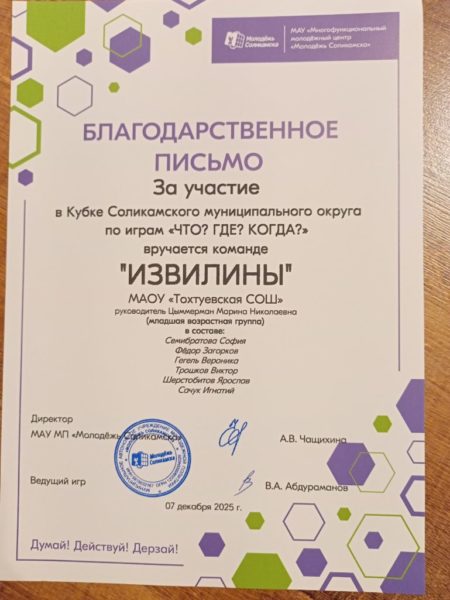 Молодёжь
Соликамска
МАУ «Многофункциональный
молодёжный центр
«Молодёжь Соликамска»
БЛАГОДАРСТВЕННОЕ
ПИСЬМО
За участие
в Кубке Соликамского муниципального округа
по играм «ЧТО? ГДЕ? КОГДА?»
вручается команде
"ИЗВИЛИНЫ"
МАОУ «Тохтуевская СОШ»
руководитель Цыммерман Марина Николаевна
(младшая возрастная группа)
в составе:
Семибратова София
Фёдор Загорков
Гегель Вероника
Трошков Виктор
Шерстобитов Ярослав
Сачук Игнатий
Директор
МАУ МП «Молодёжь Соликамска»
А.В. Чащихина
Молодёжь
Соликамска
Ведущий игр
В.А. Абдураманов
07 декабря 2025 г.
Думай! Действуй! Дерзай!